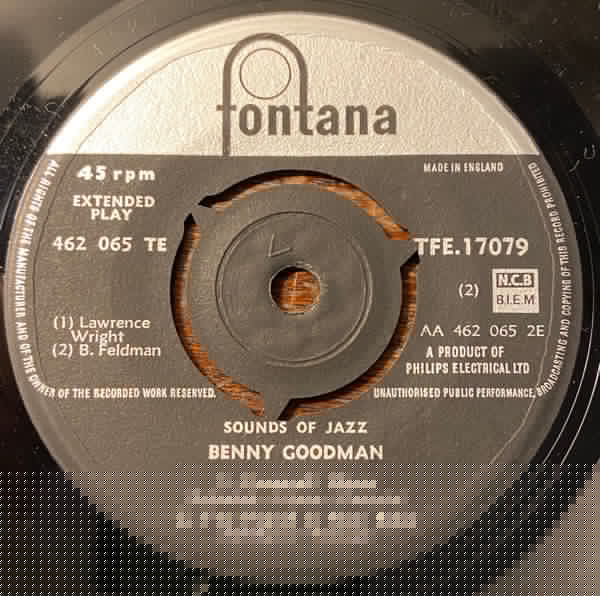 fontana
45 rpm
MADE IN ENGLAND
EXTENDED
PLAY
462 065 TE
TFE.17079
(2)
N.C.B
B.I.E.M
AA 462 065 2E
(1) Lawrence
Wright
(2) B. Feldman
A PRODUCT OF
PHILIPS ELECTRICAL LTD
ALL RIGHTS OF THE MANUFACTURER AND OF THE OWNER OF THE RECORDED WORK RESERVED.
UNAUTHORISED PUBLIC PERFORMANCE, BROADCASTING AND COPYING OF THIS RECORD PROHIBITED
SOUNDS OF JAZZ
BENNY GOODMAN